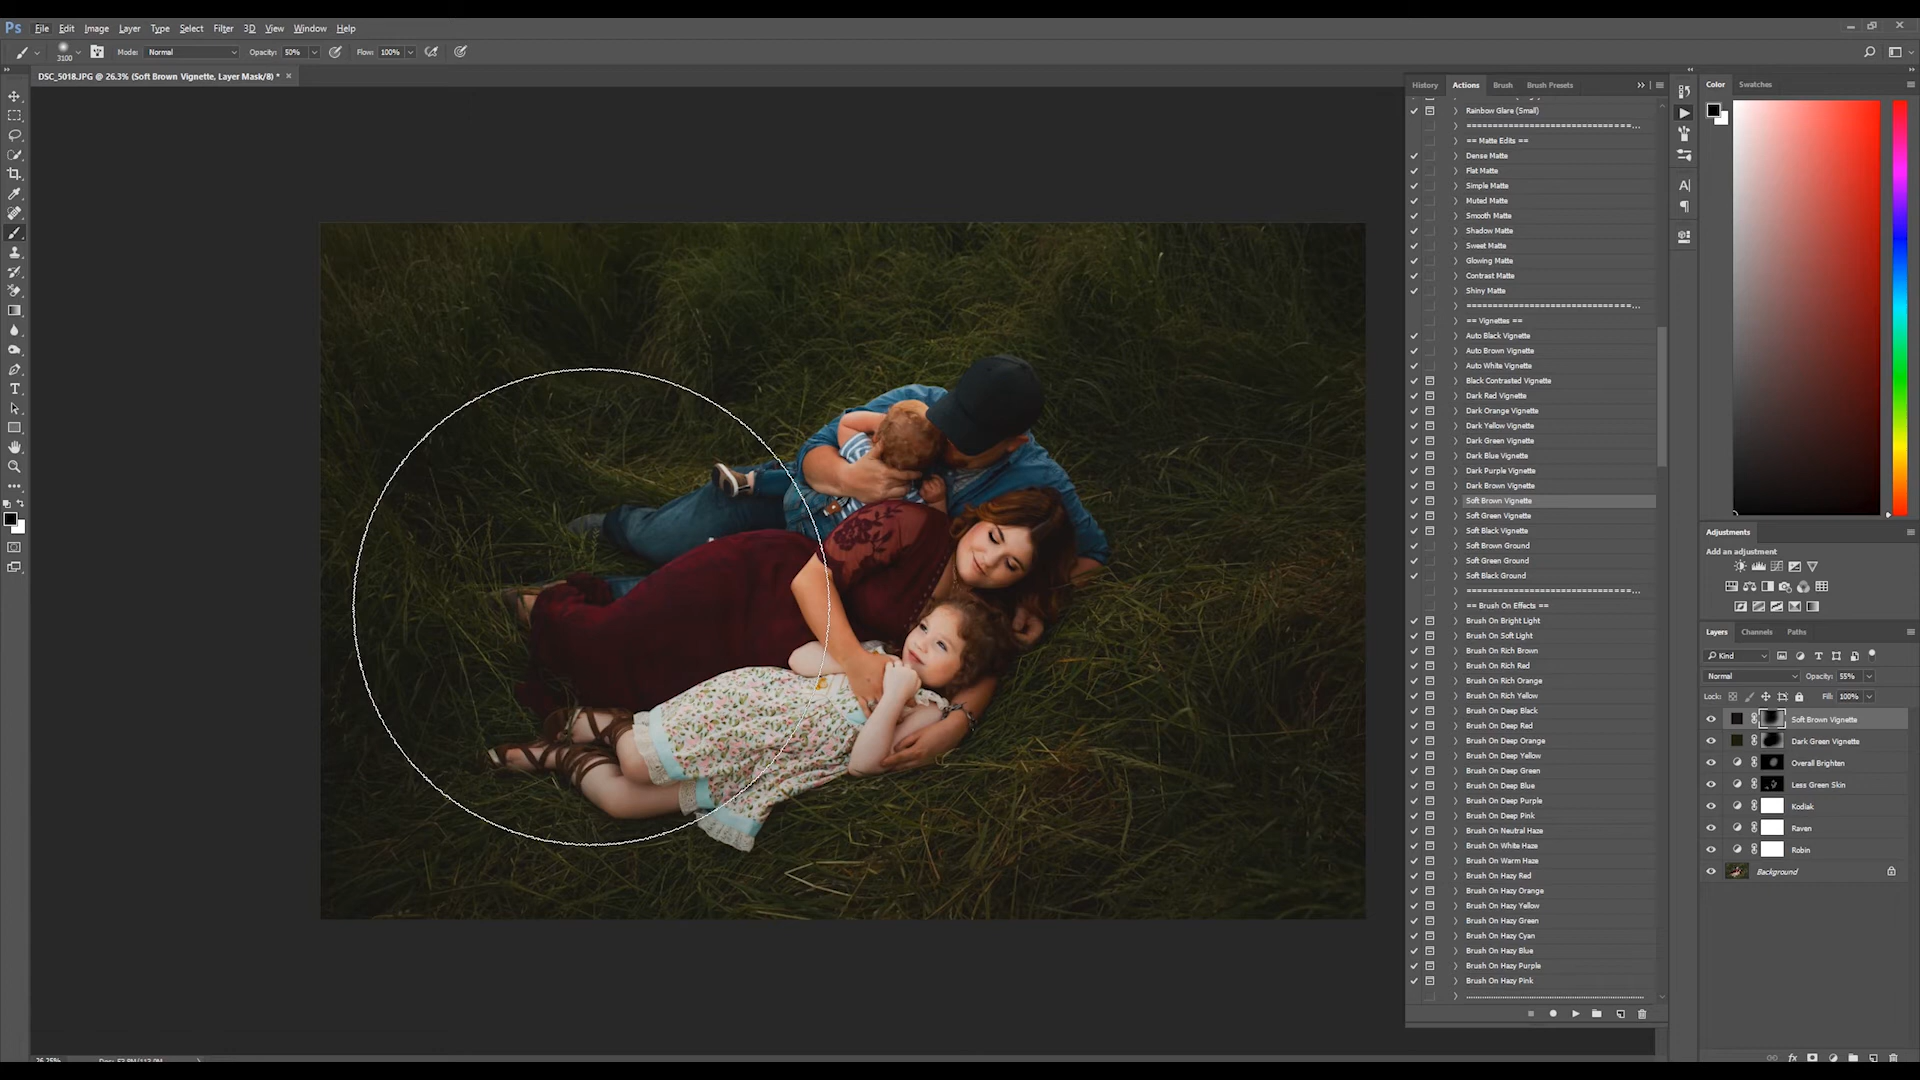 Ps File Edit Image Layer Type Select Filter 3D View Window Help
3100 Mode: Normal Opacity: 50% Flow: 100%
DSC_5018.JPG @ 26.3% (Soft Brown Vignette, Layer Mask/8) * ×
History Actions Brush Brush Presets
Rainbow Glare (Small)
================================...
== Matte Edits ==
Dense Matte
Flat Matte
Simple Matte
Muted Matte
Smooth Matte
Shadow Matte
Sweet Matte
Glowing Matte
Contrast Matte
Shiny Matte
================================...
== Vignettes ==
Auto Black Vignette
Auto Brown Vignette
Auto White Vignette
Black Contrasted Vignette
Dark Red Vignette
Dark Orange Vignette
Dark Yellow Vignette
Dark Green Vignette
Dark Blue Vignette
Dark Purple Vignette
Dark Brown Vignette
Soft Brown Vignette
Soft Green Vignette
Soft Black Vignette
Soft Brown Ground
Soft Green Ground
Soft Black Ground
================================...
== Brush On Effects ==
Brush On Bright Light
Brush On Soft Light
Brush On Rich Brown
Brush On Rich Red
Brush On Rich Orange
Brush On Rich Yellow
Brush On Deep Black
Brush On Deep Red
Brush On Deep Orange
Brush On Deep Yellow
Brush On Deep Green
Brush On Deep Blue
Brush On Deep Purple
Brush On Deep Pink
Brush On Neutral Haze
Brush On White Haze
Brush On Warm Haze
Brush On Hazy Red
Brush On Hazy Orange
Brush On Hazy Yellow
Brush On Hazy Green
Brush On Hazy Cyan
Brush On Hazy Blue
Brush On Hazy Purple
Brush On Hazy Pink
Color Swatches
Adjustments
Add an adjustment
Layers Channels Paths
Kind
Normal Opacity: 55%
Lock: Fill: 100%
Soft Brown Vignette
Dark Green Vignette
Overall Brighten
Less Green Skin
Kodiak
Raven
Robin
Background